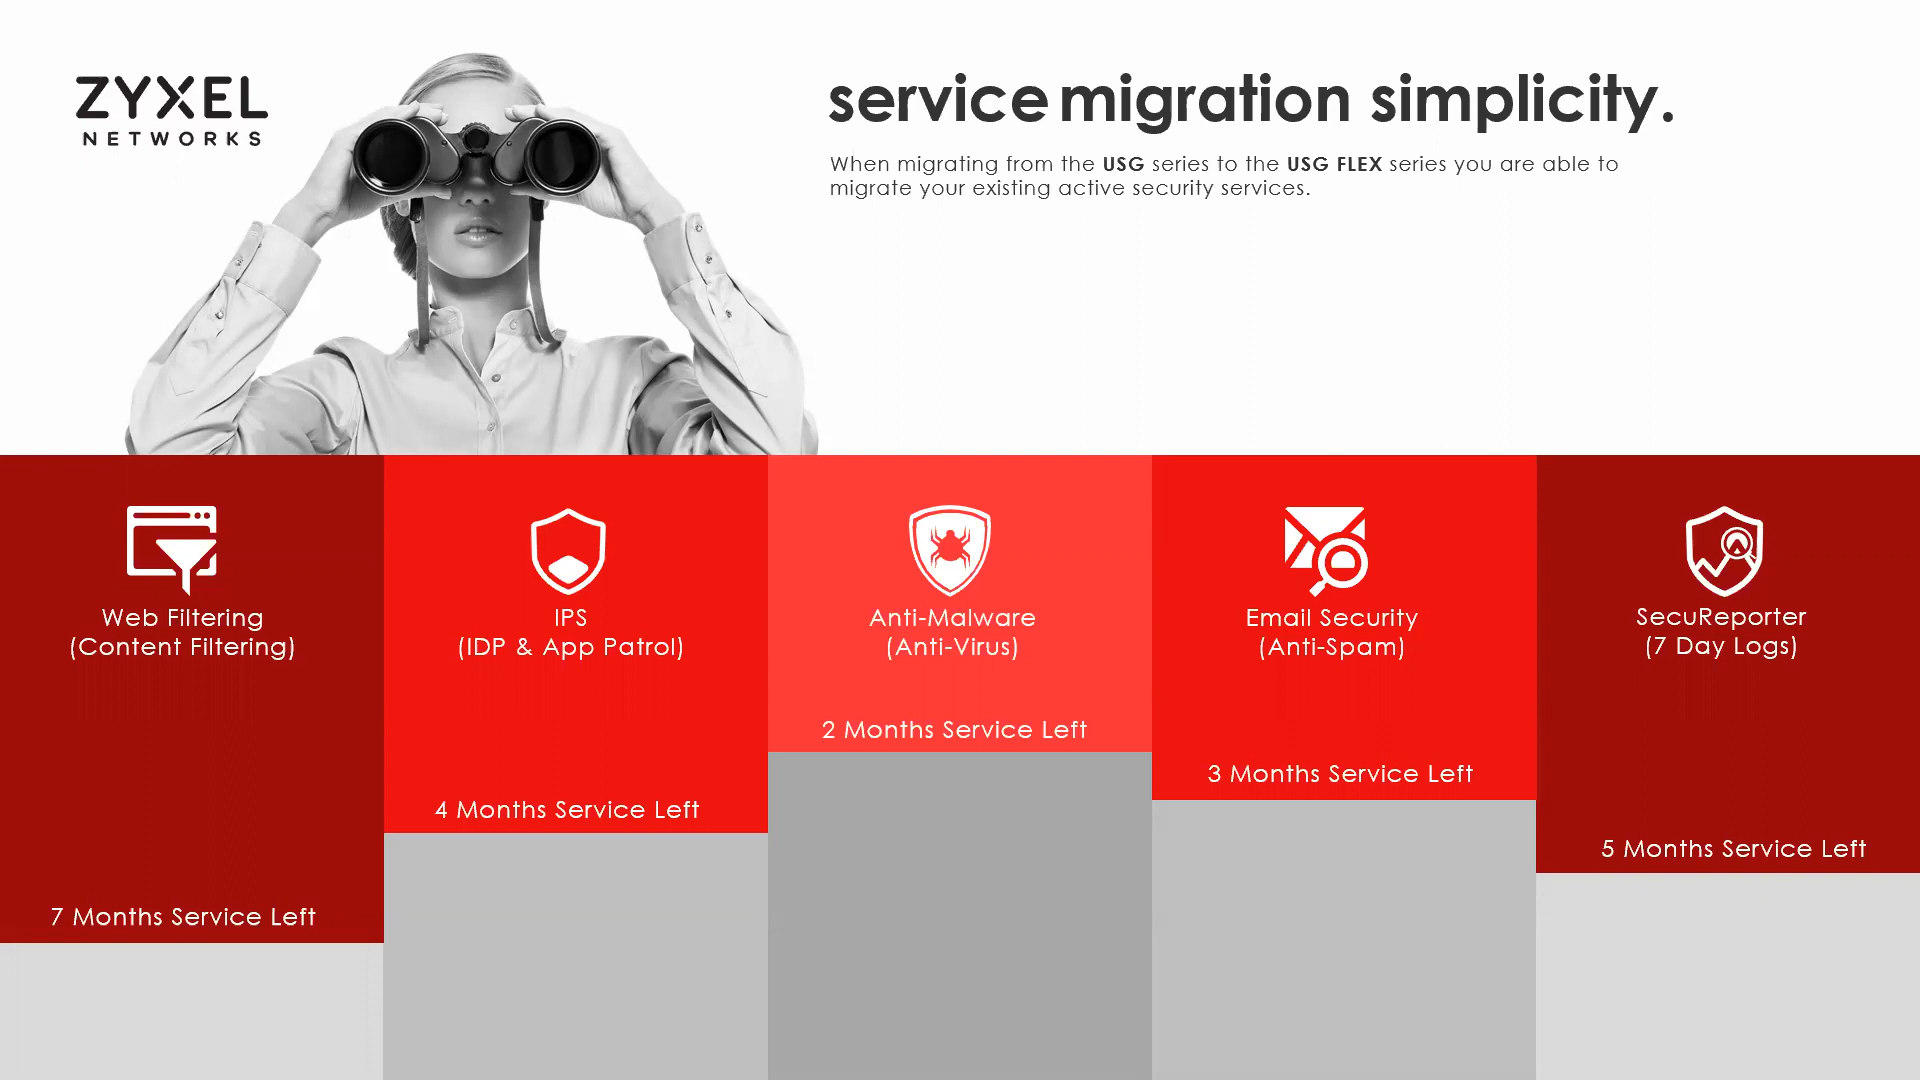 ZYXEL
NETWORKS
service migration simplicity.
When migrating from the USG series to the USG FLEX series you are able to
migrate your existing active security services.
Web Filtering
(Content Filtering)
7 Months Service Left
IPS
(IDP & App Patrol)
4 Months Service Left
Anti-Malware
(Anti-Virus)
2 Months Service Left
Email Security
(Anti-Spam)
3 Months Service Left
SecuReporter
(7 Day Logs)
5 Months Service Left